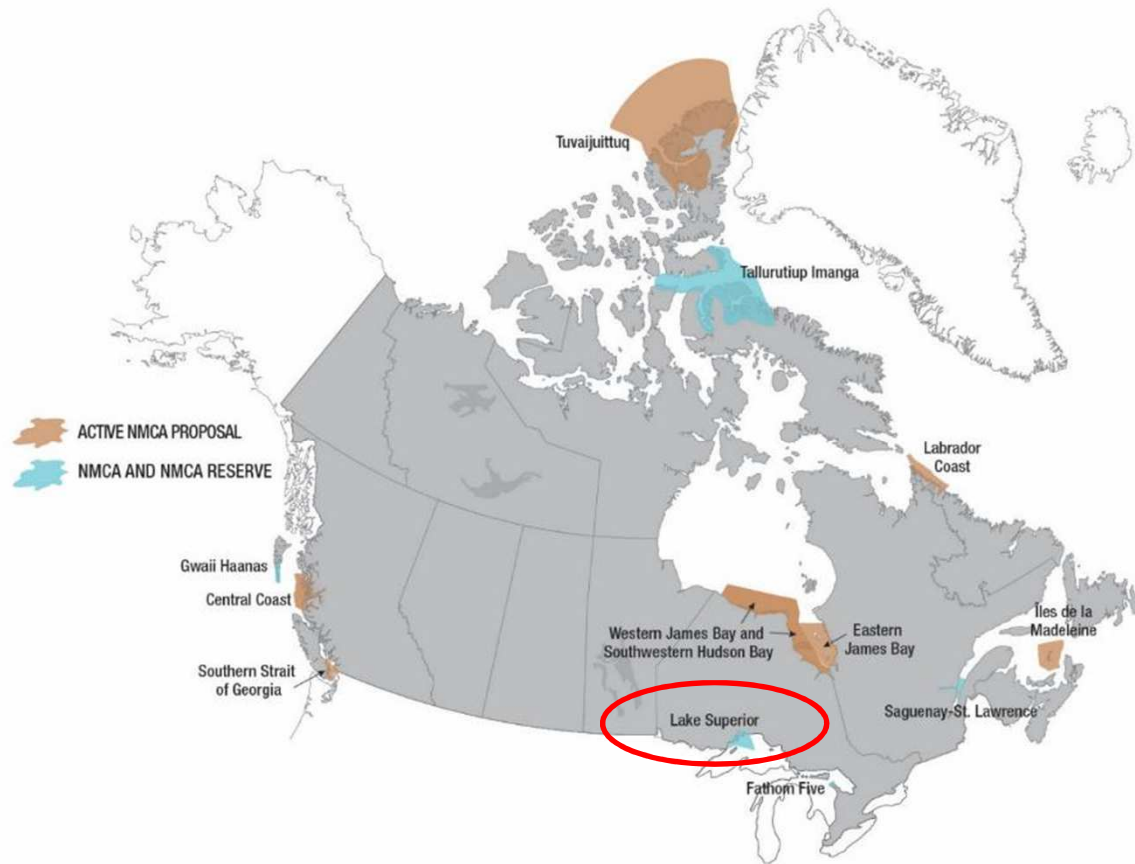 Tuvaijuittuq
Tallurutiup Imanga
ACTIVE NMCA PROPOSAL
NMCA AND NMCA RESERVE
Labrador
Coast
Gwaii Haanas
Central Coast
Îles de la
Madeleine
Western James Bay and
Southwestern Hudson Bay
Eastern
James Bay
Southern Strait
of Georgia
Saguenay-St. Lawrence
Lake Superior
Fathom Five